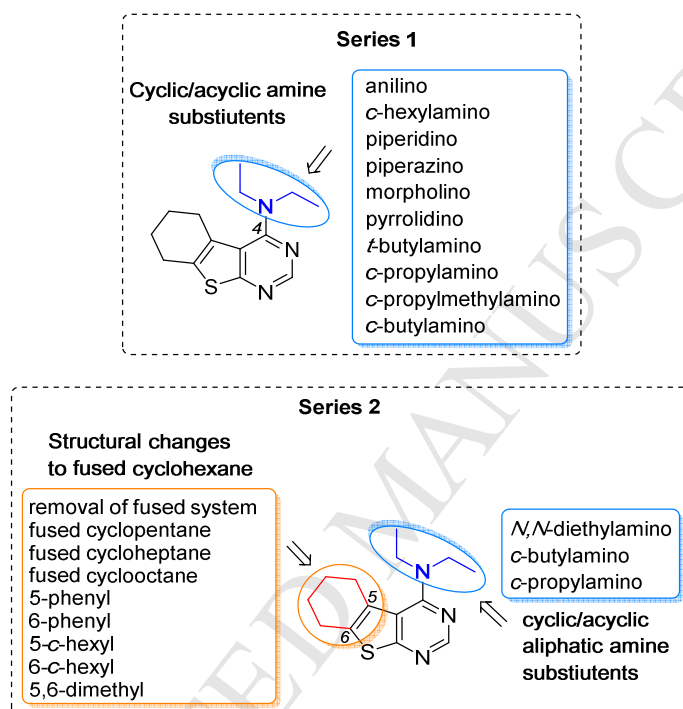 Series 1
Cyclic/acyclic amine
substiutents
anilino
c-hexylamino
piperidino
piperazino
morpholino
pyrrolidino
t-butylamino
c-propylamino
c-propylmethylamino
c-butylamino
N
4
N
S
N
Series 2
Structural changes
to fused cyclohexane
removal of fused system
fused cyclopentane
fused cycloheptane
fused cyclooctane
5-phenyl
6-phenyl
5-c-hexyl
6-c-hexyl
5,6-dimethyl
N
5
N
6
S
N
N,N-diethylamino
c-butylamino
c-propylamino
cyclic/acyclic
aliphatic amine
substiutents